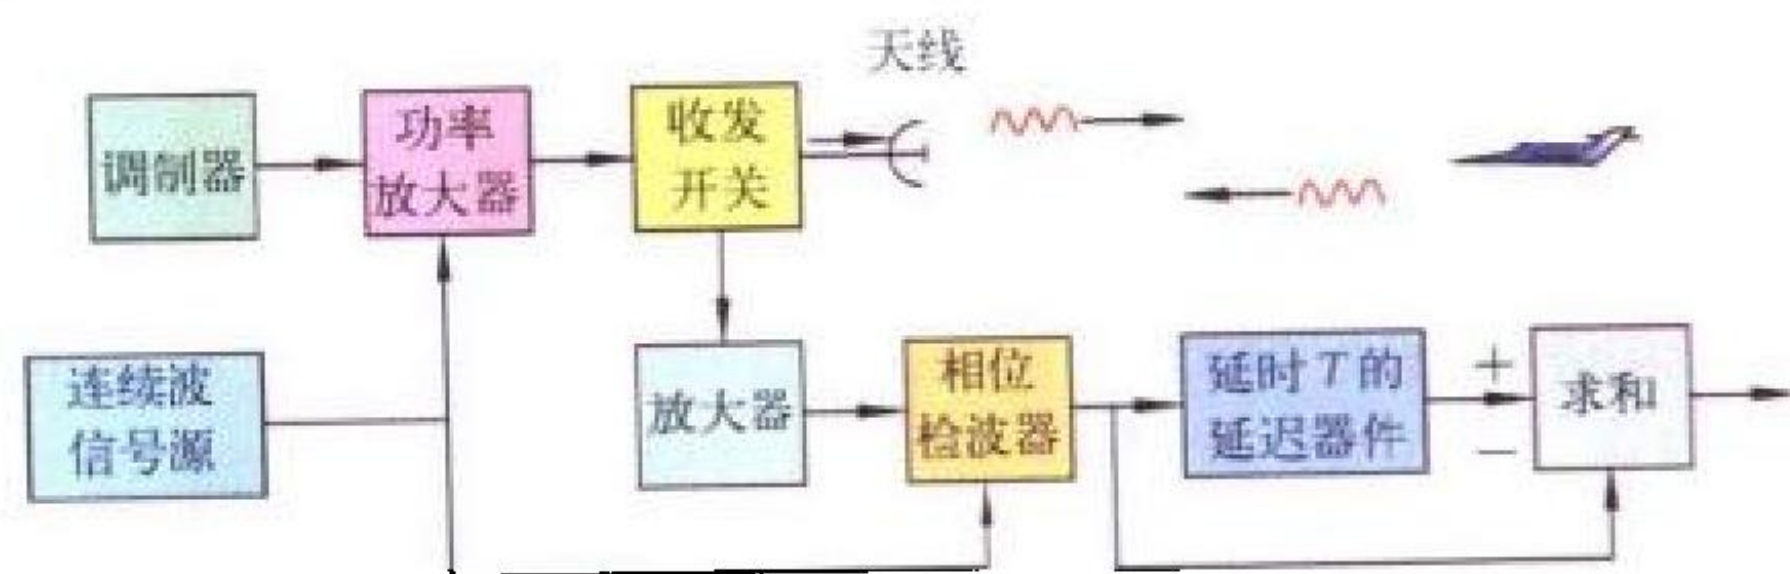 天线
调制器
功率
放大器
收发
开关
连续波
信号源
放大器
相位
检波器
延时T的
延迟器件
+
—
求和